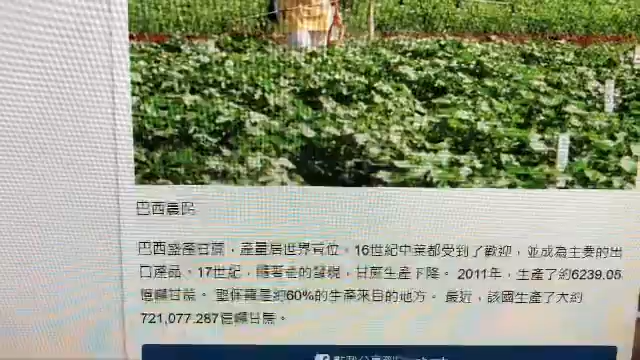 巴西農民
巴西盛產甘蔗，產量居世界首位。16世紀中葉都受到了歡迎，並成為主要的出
口產品。17世紀，隨著金的發現，甘蔗生產下降。 2011年，生產了約6239.05
億噸甘蔗。 聖保羅是約60%的生產來自的地方。 最近，該國生產了大約
721,077.287億噸甘蔗。